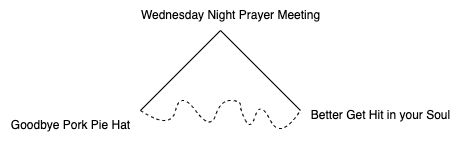 Wednesday Night Prayer Meeting
Better Get Hit in your Soul
Goodbye Pork Pie Hat